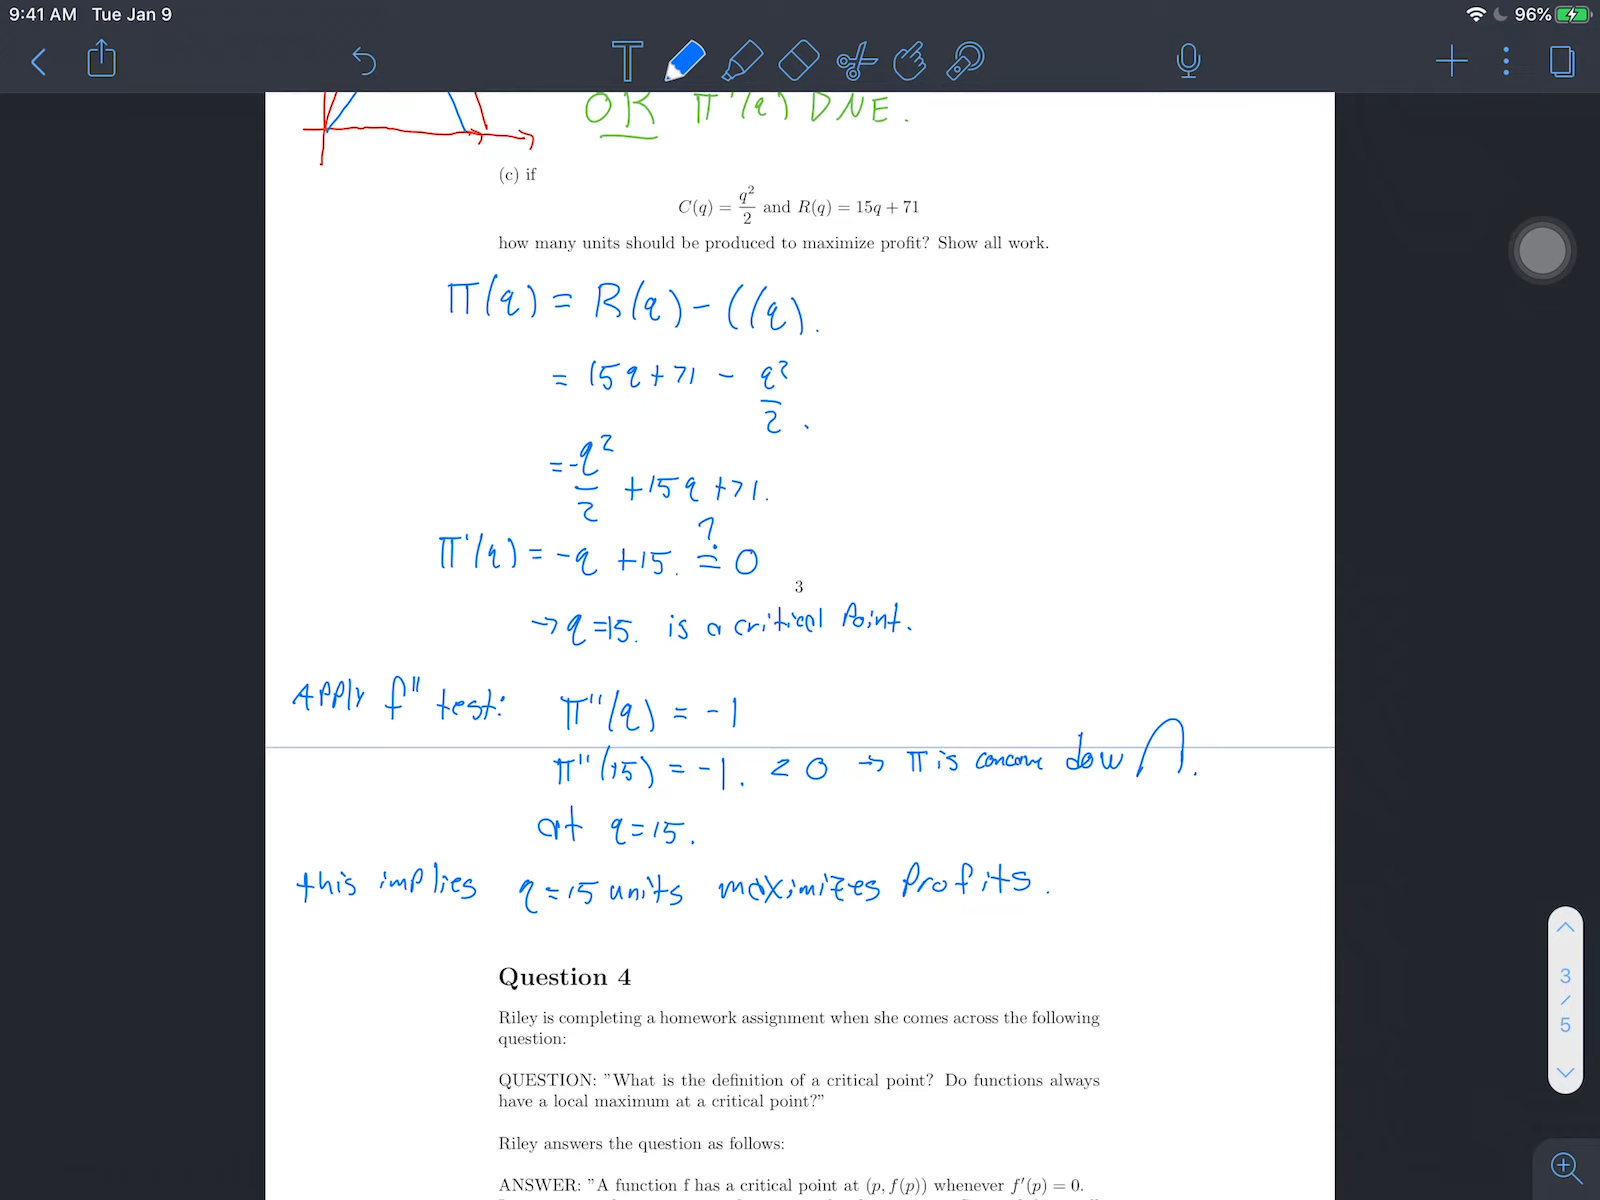 9:41 AM Tue Jan 9
96%
OR π'(q) DNE.
(c) if
C(q) = q²/2 and R(q) = 15q + 71
how many units should be produced to maximize profit? Show all work.
π(q) = R(q) - C(q).
= 15q + 71 - q²/2.
= -q²/2 + 15q + 71.
π'(q) = -q + 15. ≟ 0
3
→ q = 15. is a critical Point.
Apply f" test: π"(q) = -1
π"(15) = -1. < 0 → π is concave dow
at q = 15.
this implies q = 15 units maximizes Profits.
Question 4
Riley is completing a homework assignment when she comes across the following
question:
QUESTION: ”What is the definition of a critical point? Do functions always
have a local maximum at a critical point?”
Riley answers the question as follows:
ANSWER: ”A function f has a critical point at (p, f(p)) whenever f′(p) = 0.
3
/
5